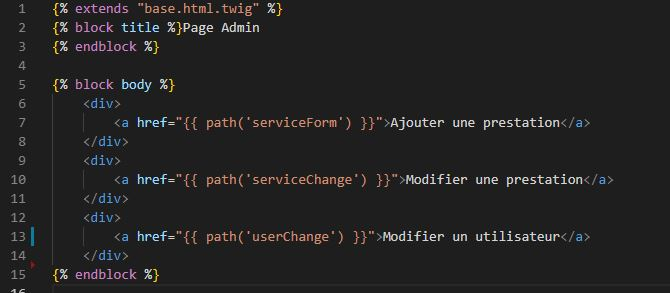 1 {% extends "base.html.twig" %}
2 {% block title %}Page Admin
3 {% endblock %}
4
5 {% block body %}
6     <div>
7         <a href="{{ path('serviceForm') }}">Ajouter une prestation</a>
8     </div>
9     <div>
10         <a href="{{ path('serviceChange') }}">Modifier une prestation</a>
11     </div>
12     <div>
13         <a href="{{ path('userChange') }}">Modifier un utilisateur</a>
14     </div>
15 {% endblock %}
16